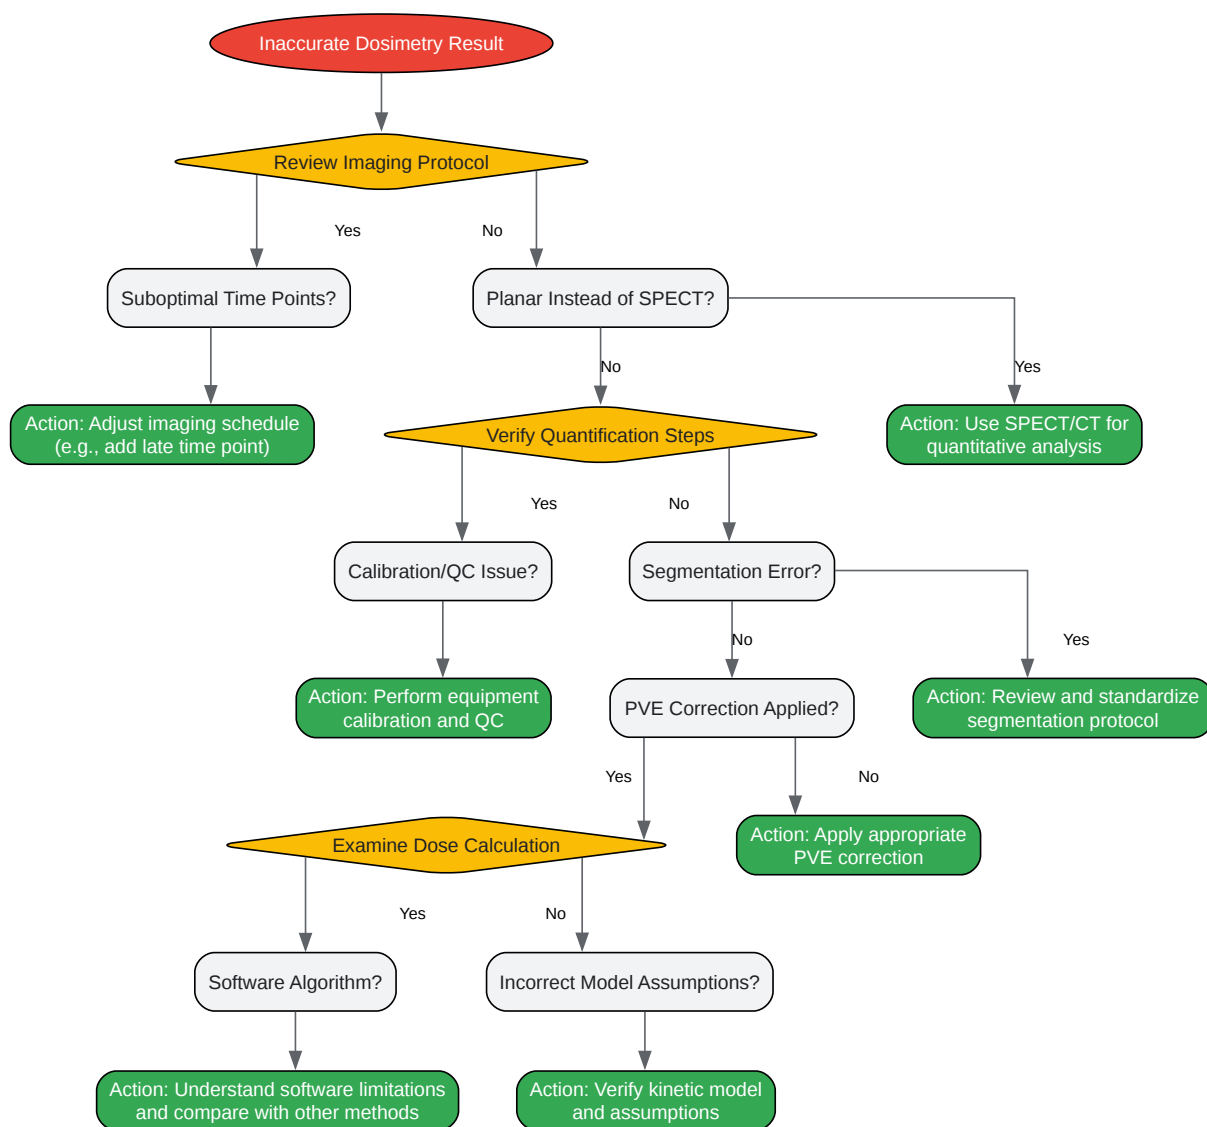 Inaccurate Dosimetry Result
Review Imaging Protocol
Yes
No
Suboptimal Time Points?
Planar Instead of SPECT?
No
Yes
Action: Adjust imaging schedule
(e.g., add late time point)
Verify Quantification Steps
Action: Use SPECT/CT for
quantitative analysis
Yes
No
Calibration/QC Issue?
Segmentation Error?
No
Yes
Action: Perform equipment
calibration and QC
PVE Correction Applied?
Action: Review and standardize
segmentation protocol
Yes
No
Examine Dose Calculation
Action: Apply appropriate
PVE correction
Yes
No
Software Algorithm?
Incorrect Model Assumptions?
Action: Understand software limitations
and compare with other methods
Action: Verify kinetic model
and assumptions